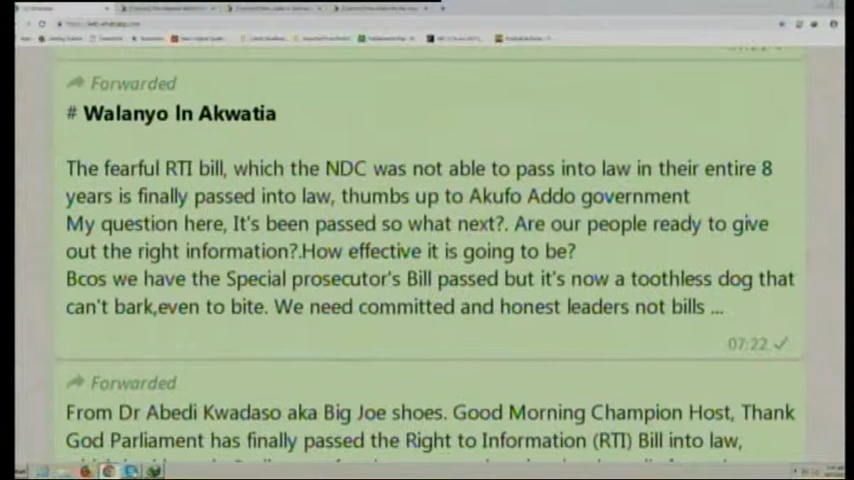 Forwarded
# Walanyo In Akwatia
The fearful RTI bill, which the NDC was not able to pass into law in their entire 8
years is finally passed into law, thumbs up to Akufo Addo government
My question here, It's been passed so what next?. Are our people ready to give
out the right information?.How effective it is going to be?
Bcos we have the Special prosecutor's Bill passed but it's now a toothless dog that
can't bark,even to bite. We need committed and honest leaders not bills ...
07:22
Forwarded
From Dr Abedi Kwadaso aka Big Joe shoes. Good Morning Champion Host, Thank
God Parliament has finally passed the Right to Information (RTI) Bill into law,